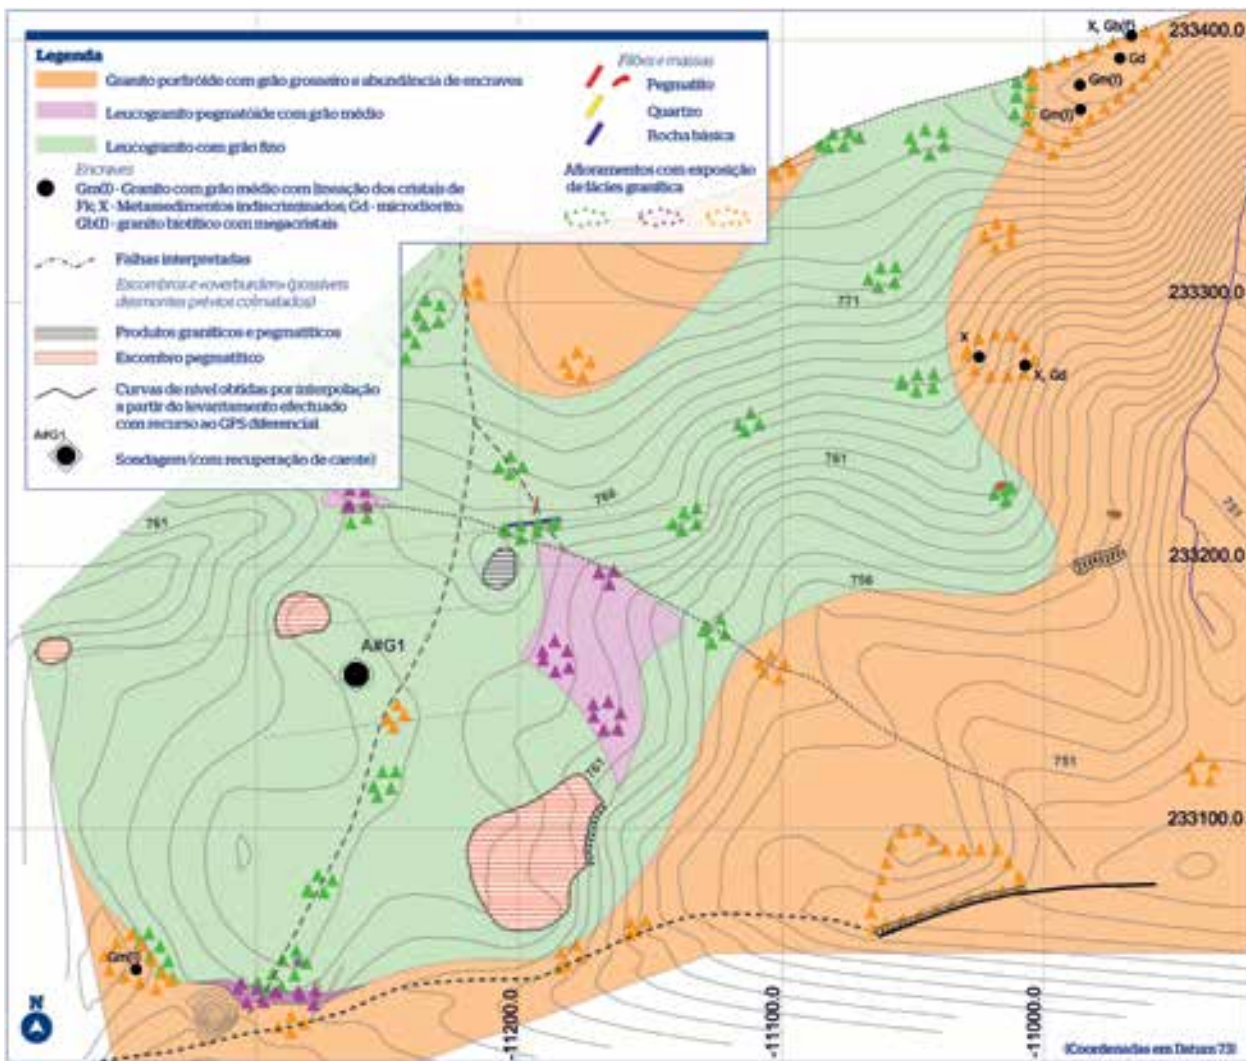 Legenda
Granito porfiróide com grão grosseiro e abundância de encraves
Leucogranito pegmatóide com grão médio
Leucogranito com grão fino
Encraves
Gm(l) - Granito com grão médio com lineação dos cristais de
Fk; X - Metasedimentos indiscriminados; Gd - microdiorito;
Gb(f) - granito biotítico com megacristais
Falhas interpretadas
Escombros e «overburden» (possíveis
desmontes prévios colmatados)
Produtos graníticos e pegmatíticos
Escombro pegmatítico
Curvas de nível obtidas por interpolação
a partir do levantamento efectuado
com recurso ao GPS diferencial
A#G1
Sondagem (com recuperação de carote)
Filões e massas
Pegmatito
Quartzo
Rocha básica
Afloramentos com exposição
de fácies granítica
X, Gb(f)
233400.0
Gd
Gm(l)
Gm(l)
771
233300.0
X
X, Gd
761
766
761
751
233200.0
756
A#G1
761
751
233100.0
Gm(l)
N
-11200.0
-11100.0
-11000.0
(Coordenadas em Datum 73)